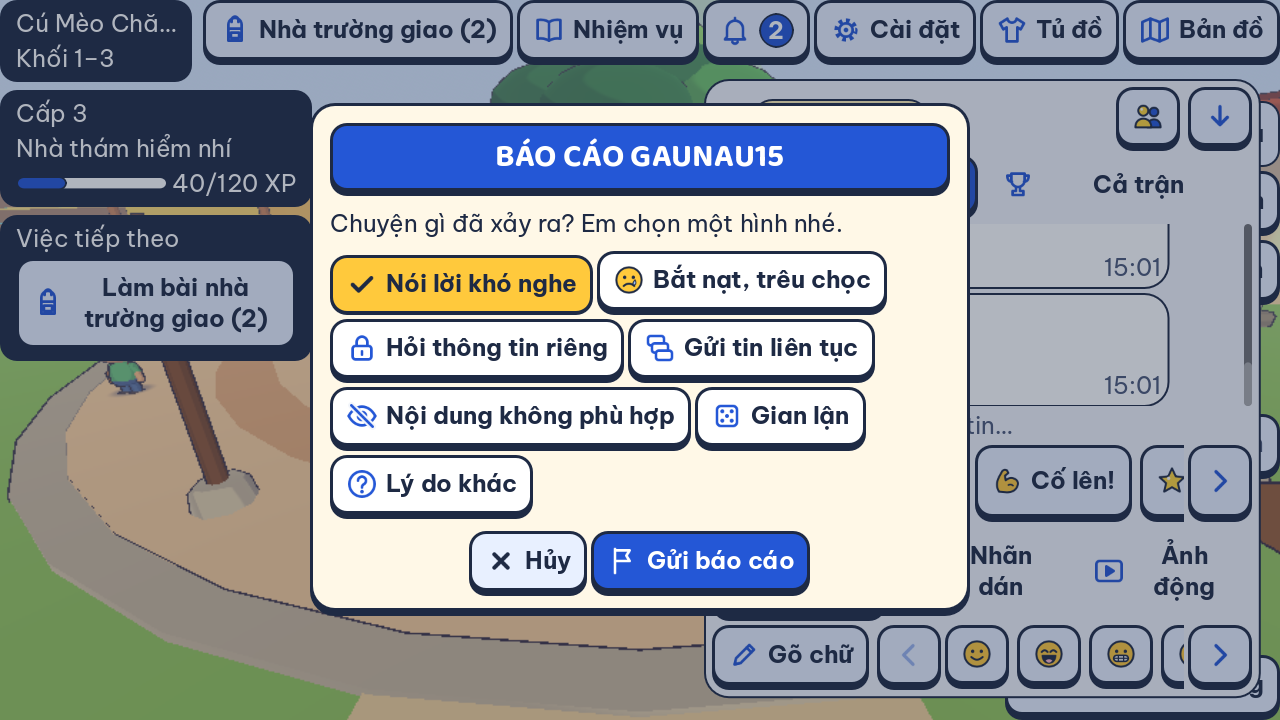 Cú Mèo Chă...
Khối 1–3
Nhà trường giao (2)
Nhiệm vụ
2
Cài đặt
Tủ đồ
Bản đồ
Cấp 3
Nhà thám hiểm nhí
40/120 XP
Việc tiếp theo
Làm bài nhà
trường giao (2)
BÁO CÁO GAUNAU15
Chuyện gì đã xảy ra? Em chọn một hình nhé.
Nói lời khó nghe
Bắt nạt, trêu chọc
Hỏi thông tin riêng
Gửi tin liên tục
Nội dung không phù hợp
Gian lận
Lý do khác
Hủy
Gửi báo cáo
Cả trận
15:01
15:01
tin...
Cố lên!
Nhãn
dán
Ảnh
động
Gõ chữ